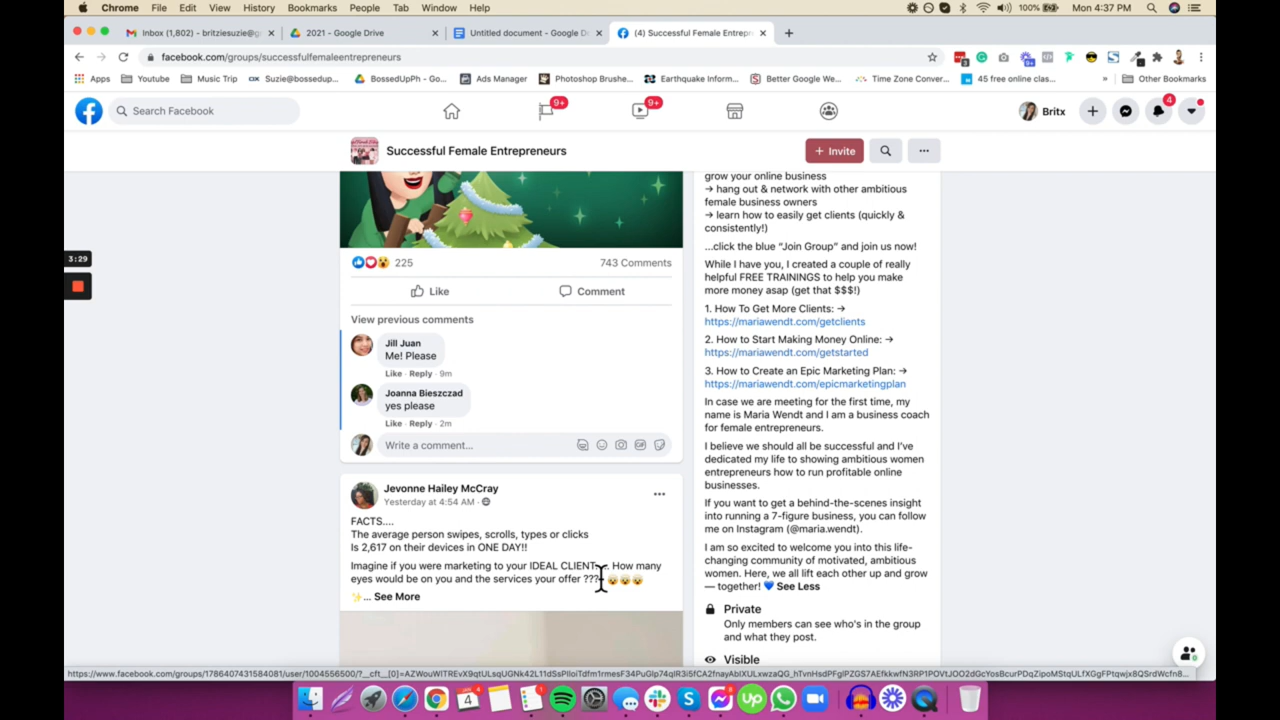 Chrome File Edit View History Bookmarks People Tab Window Help 100% Mon 4:37 PM
Inbox (1,802) - britziesuzie@g 2021 - Google Drive Untitled document - Google D (4) Successful Female Entrepr
facebook.com/groups/successfulfemaleentrepreneurs
Apps Youtube Music Trip Suzie@bossedup... BossedUpPh - Go... Ads Manager Photoshop Brushe... Earthquake Inform... Better Google We... Time Zone Conver... 45 free online clas... » Other Bookmarks
Search Facebook 9+ 9+ Britx 4
Successful Female Entrepreneurs + Invite
3:29
225 743 Comments
Like Comment
View previous comments
Jill Juan
Me! Please
Like · Reply · 9m
Joanna Bieszczad
yes please
Like · Reply · 2m
Write a comment...
Jevonne Hailey McCray
Yesterday at 4:54 AM
FACTS....
The average person swipes, scrolls, types or clicks
Is 2,617 on their devices in ONE DAY!!
Imagine if you were marketing to your IDEAL CLIENT.... How many
eyes would be on you and the services your offer ???
... See More
grow your online business
→ hang out & network with other ambitious
female business owners
→ learn how to easily get clients (quickly &
consistently!)
...click the blue “Join Group” and join us now!
While I have you, I created a couple of really
helpful FREE TRAININGS to help you make
more money asap (get that $$$!)
1. How To Get More Clients: →
https://mariawendt.com/getclients
2. How to Start Making Money Online: →
https://mariawendt.com/getstarted
3. How to Create an Epic Marketing Plan: →
https://mariawendt.com/epicmarketingplan
In case we are meeting for the first time, my
name is Maria Wendt and I am a business coach
for female entrepreneurs.
I believe we should all be successful and I've
dedicated my life to showing ambitious women
entrepreneurs how to run profitable online
businesses.
If you want to get a behind-the-scenes insight
into running a 7-figure business, you can follow
me on Instagram (@maria.wendt).
I am so excited to welcome you into this life-
changing community of motivated, ambitious
women. Here, we all lift each other up and grow
— together! See Less
Private
Only members can see who's in the group
and what they post.
Visible